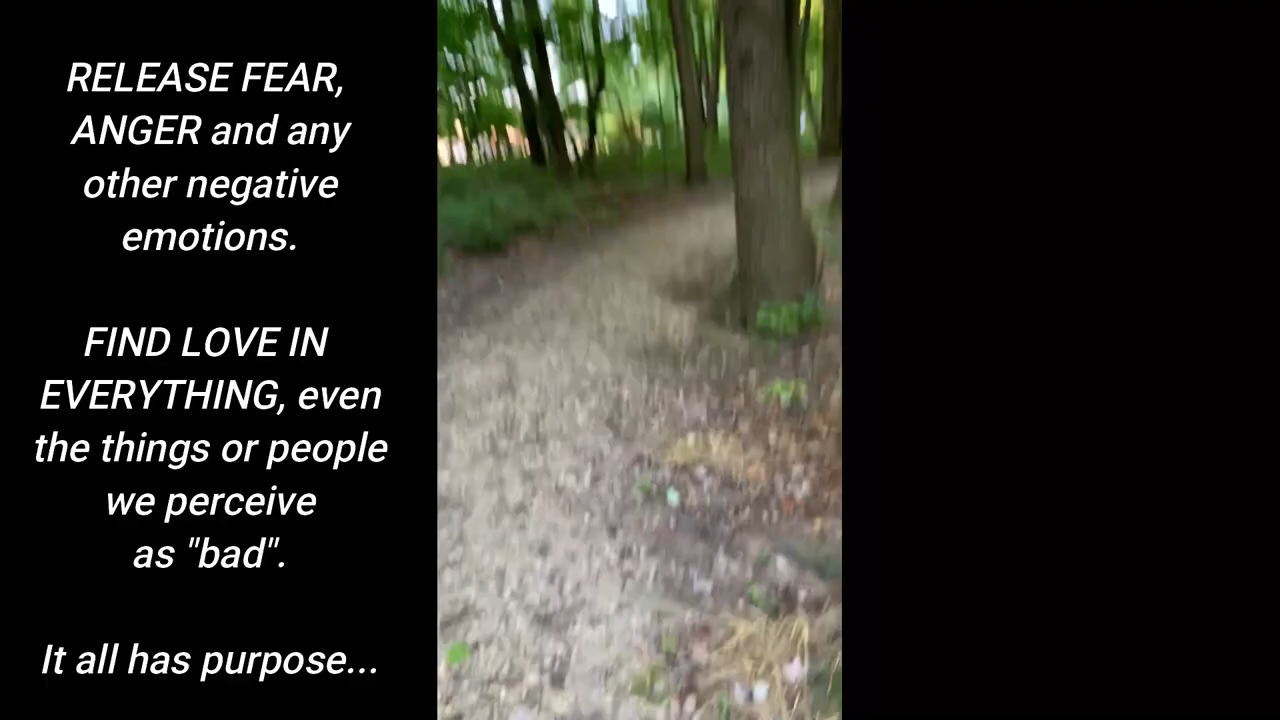 RELEASE FEAR,
ANGER and any
other negative
emotions.
FIND LOVE IN
EVERYTHING, even
the things or people
we perceive
as "bad".
It all has purpose...